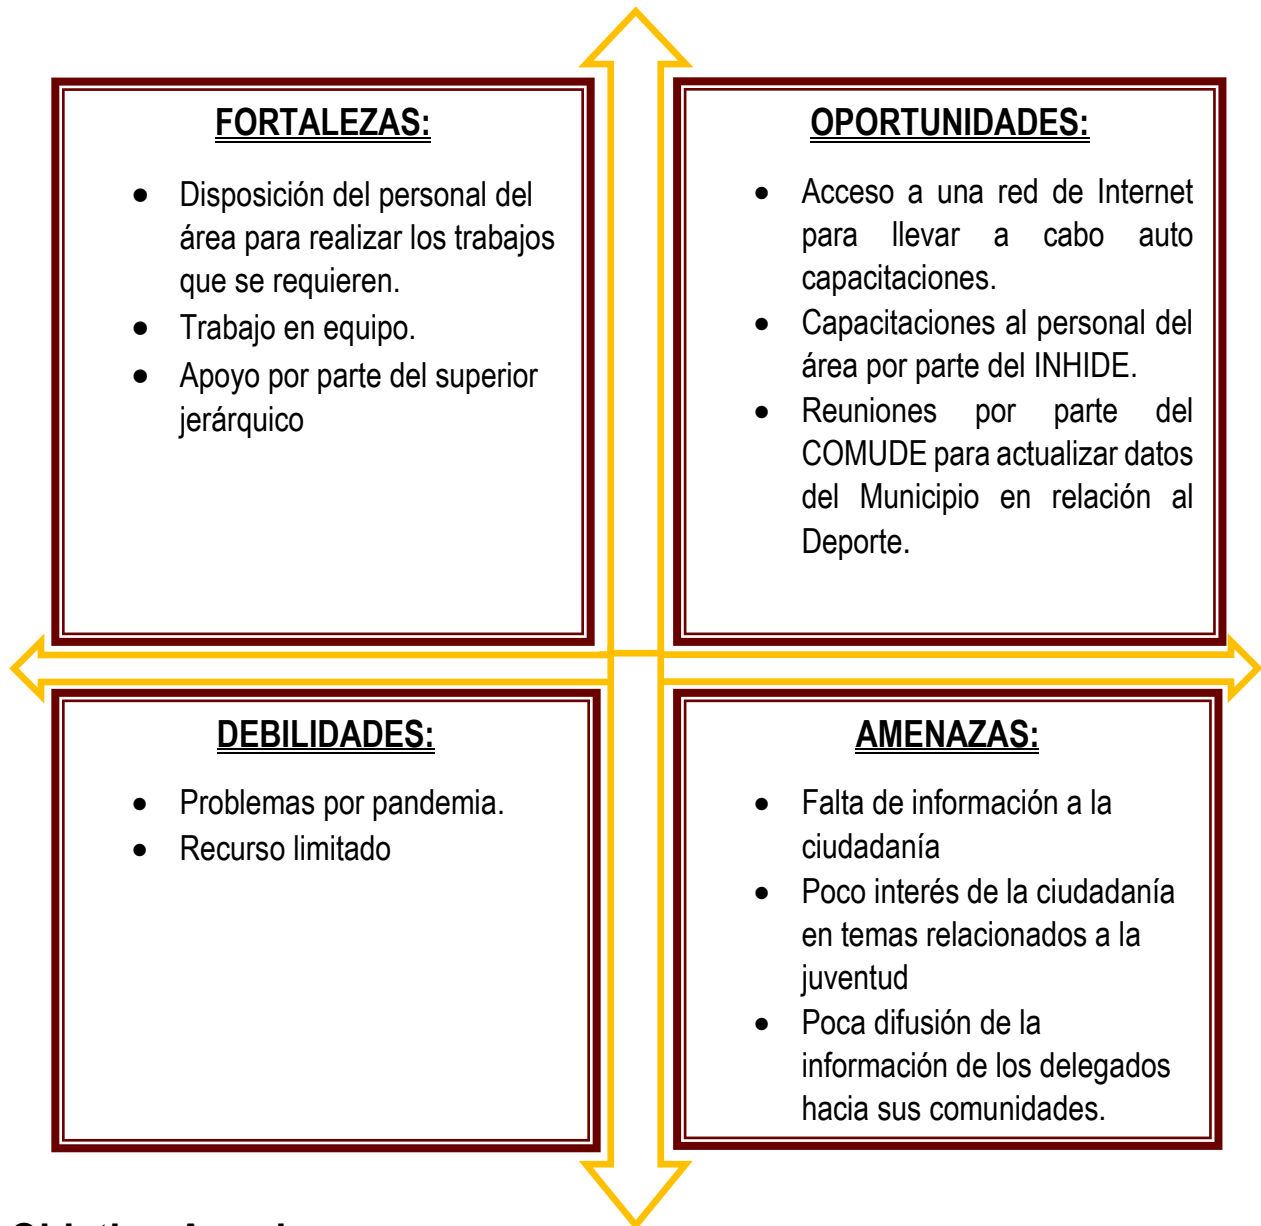 FORTALEZAS:
• Disposición del personal del
área para realizar los trabajos
que se requieren.
• Trabajo en equipo.
• Apoyo por parte del superior
jerárquico
OPORTUNIDADES:
• Acceso a una red de Internet
para llevar a cabo auto
capacitaciones.
• Capacitaciones al personal del
área por parte del INHIDE.
• Reuniones por parte del
COMUDE para actualizar datos
del Municipio en relación al
Deporte.
DEBILIDADES:
• Problemas por pandemia.
• Recurso limitado
AMENAZAS:
• Falta de información a la
ciudadanía
• Poco interés de la ciudadanía
en temas relacionados a la
juventud
• Poca difusión de la
información de los delegados
hacia sus comunidades.